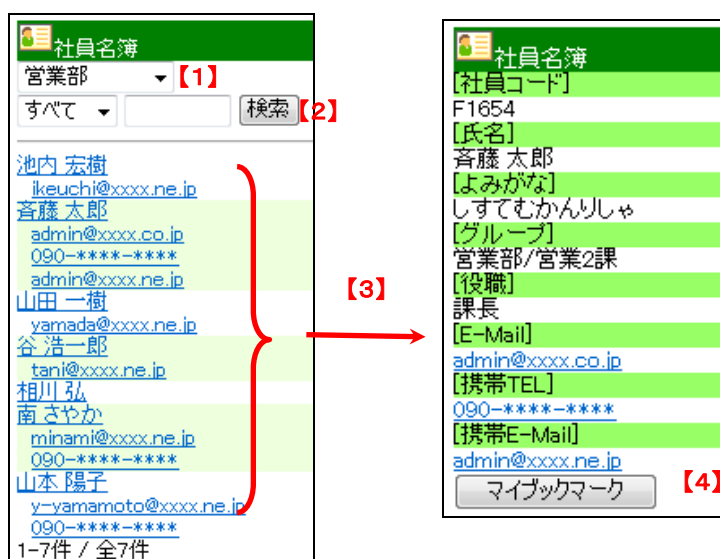 社員名簿
営業部 【1】
すべて 検索 【2】
池内 宏樹
ikeuchi@xxxx.ne.jp
斉藤 太郎
admin@xxxx.co.jp
090-****-****
admin@xxxx.ne.jp
山田 一樹
yamada@xxxx.ne.jp
谷 浩一郎
tani@xxxx.ne.jp
相川 弘
南 さやか
minami@xxxx.ne.jp
090-****-****
山本 陽子
y-yamamoto@xxxx.ne.jp
090-****-****
1-7件 / 全7件
【3】
社員名簿
[社員コード]
F1654
[氏名]
斉藤 太郎
[よみがな]
しすてむかんりしゃ
[グループ]
営業部/営業2課
[役職]
課長
[E-Mail]
admin@xxxx.co.jp
[携帯TEL]
090-****-****
[携帯E-Mail]
admin@xxxx.ne.jp
マイブックマーク 【4】